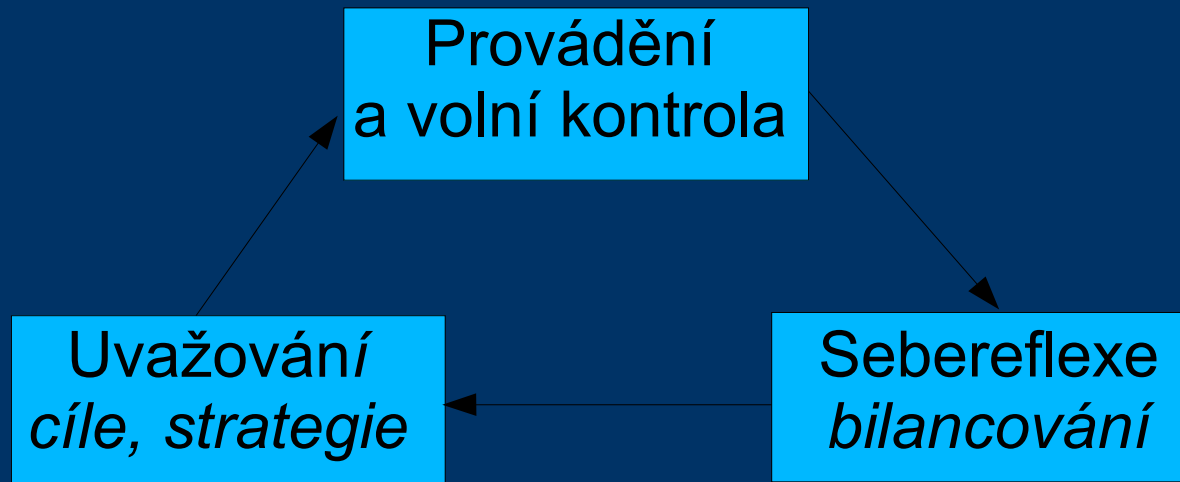 Provádění
a volní kontrola
Uvažování
cíle, strategie
Sebereflexe
bilancování